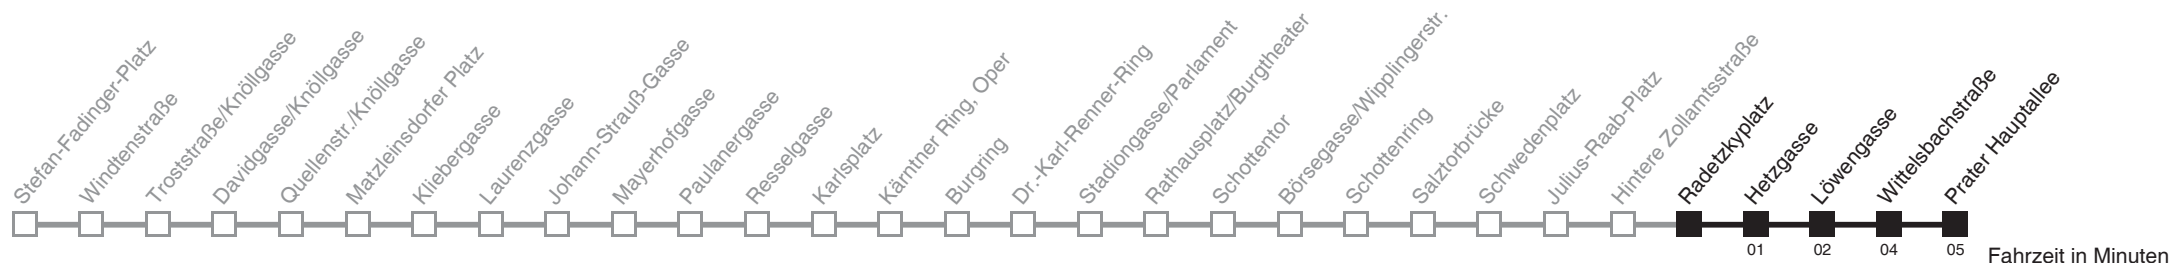 Stefan-Fadinger-Platz
Windtenstraße
Troststraße/Knöllgasse
Davidgasse/Knöllgasse
Quellenstr./Knöllgasse
Matzleinsdorfer Platz
Kliebergasse
Laurenzgasse
Johann-Strauß-Gasse
Mayerhofgasse
Paulanergasse
Resselgasse
Karlsplatz
Kärntner Ring, Oper
Burgring
Dr.-Karl-Renner-Ring
Stadiongasse/Parlament
Rathausplatz/Burgtheater
Schottentor
Börsegasse/Wipplingerstr.
Schottenring
Salztorbrücke
Schwedenplatz
Julius-Raab-Platz
Hintere Zollamtsstraße
Radetzkyplatz
Hetzgasse
Löwengasse
Wittelsbachstraße
Prater Hauptallee
01 02 04 05
Fahrzeit in Minuten